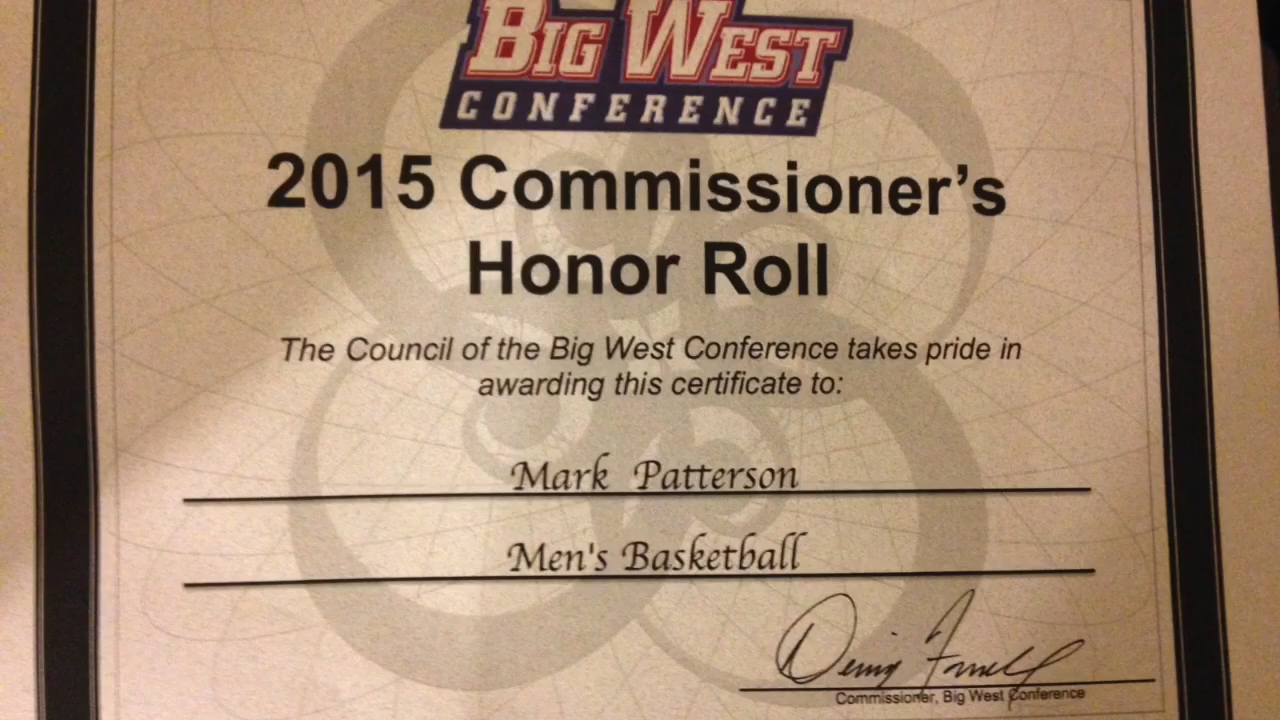 BIG WEST
CONFERENCE
2015 Commissioner's
Honor Roll
The Council of the Big West Conference takes pride in
awarding this certificate to:
Mark Patterson
Men's Basketball
Commissioner, Big West Conference